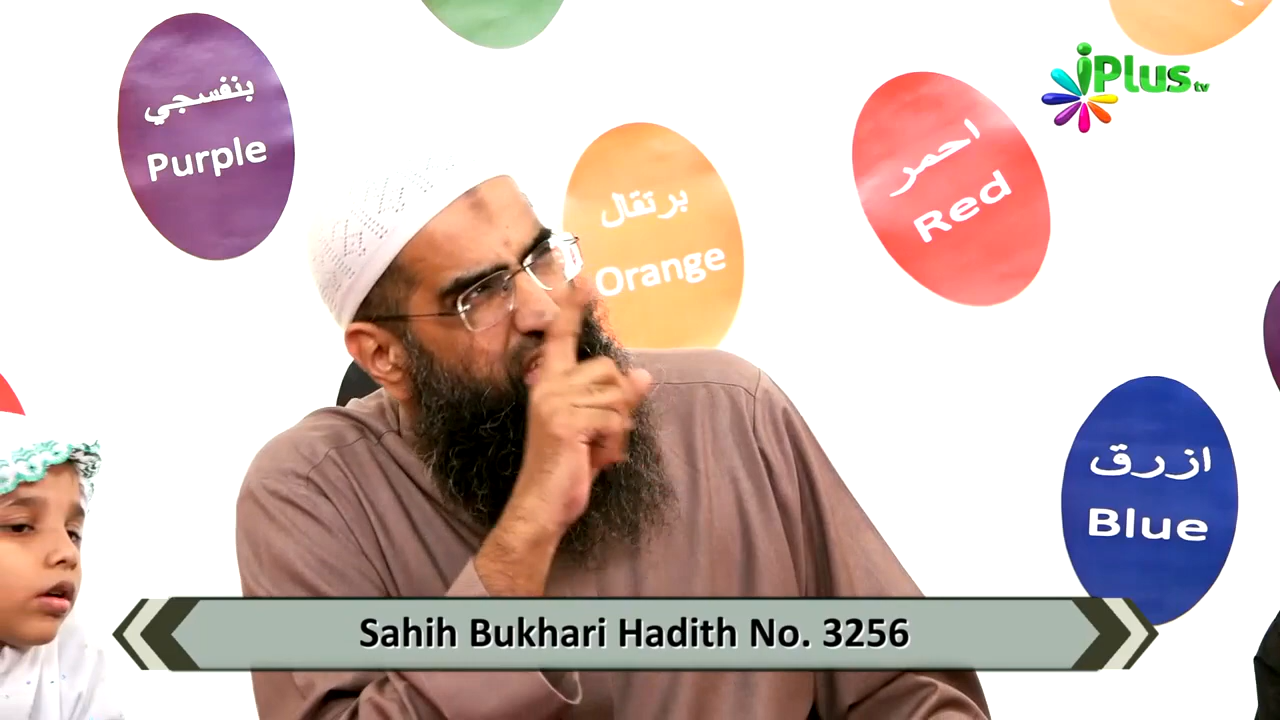 بنفسجي
Purple
برتقال
Orange
احمر
Red
iPlus tv
ازرق
Blue
Sahih Bukhari Hadith No. 3256